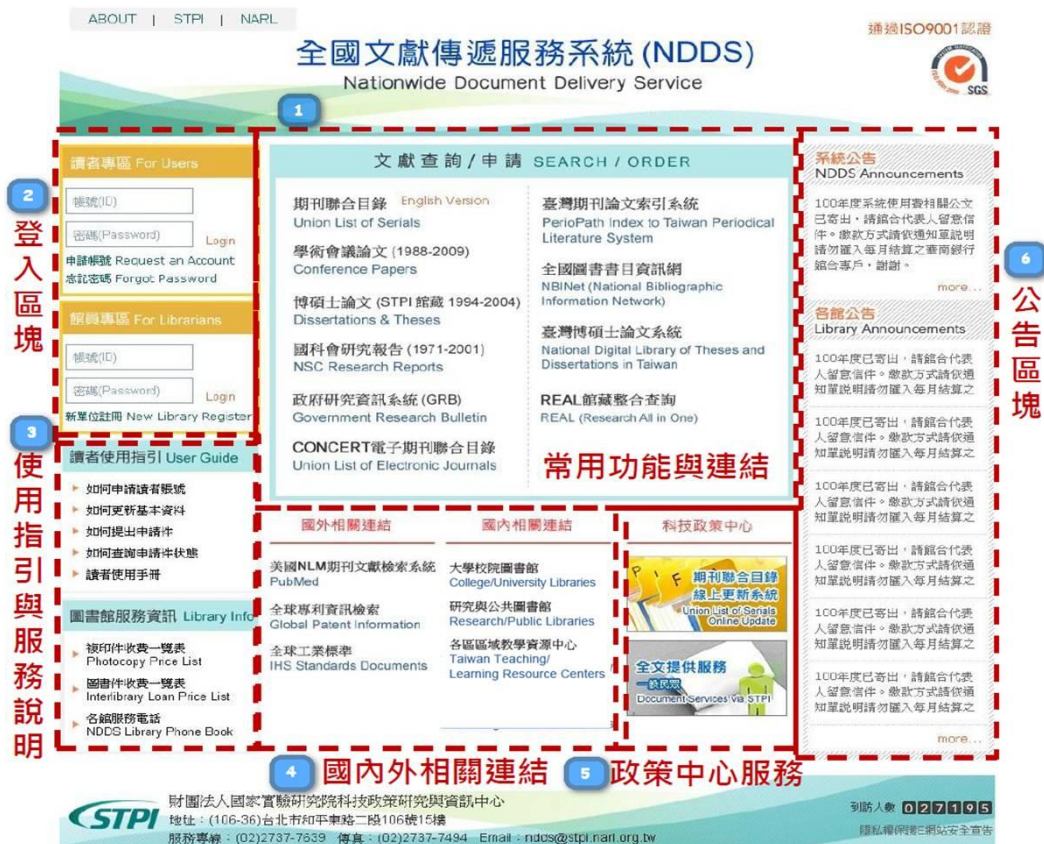 ABOUT | STPI | NARL
通過ISO9001認證
SGS
全國文獻傳遞服務系統 (NDDS)
Nationwide Document Delivery Service
1
文獻查詢/申請 SEARCH / ORDER
期刊聯合目錄 English Version
Union List of Serials
學術會議論文 (1988-2009)
Conference Papers
博碩士論文 (STPI 館藏 1994-2004)
Dissertations & Theses
國科會研究報告 (1971-2001)
NSC Research Reports
政府研究資訊系統 (GRB)
Government Research Bulletin
CONCERT電子期刊聯合目錄
Union List of Electronic Journals
臺灣期刊論文索引系統
PerioPath Index to Taiwan Periodical
Literature System
全國圖書書目資訊網
NBINet (National Bibliographic
Information Network)
臺灣博碩士論文系統
National Digital Library of Theses and
Dissertations in Taiwan
REAL館藏整合查詢
REAL (Research All in One)
常用功能與連結
2
登入區塊
讀者專區 For Users
帳號(ID)
密碼(Password)
Login
申請帳號 Request an Account
忘記密碼 Forgot Password
館員專區 For Librarians
帳號(ID)
密碼(Password)
Login
新單位註冊 New Library Register
3
使用指引與服務說明
讀者使用指引 User Guide
如何申請讀者帳號
如何更新基本資料
如何提出申請件
如何查詢申請件狀態
讀者使用手冊
圖書館服務資訊 Library Info
複印件收費一覽表
Photocopy Price List
圖書件收費一覽表
Interlibrary Loan Price List
各館服務電話
NDDS Library Phone Book
國外相關連結
美國NLM期刊文獻檢索系統
PubMed
全球專利資訊檢索
Global Patent Information
全球工業標準
IHS Standards Documents
國內相關連結
大學校院圖書館
College/University Libraries
研究與公共圖書館
Research/Public Libraries
各區區域教學資源中心
Taiwan Teaching/
Learning Resource Centers
4 國內外相關連結
科技政策中心
期刊聯合目錄
線上更新系統
Union List of Serials
Online Update
全文提供服務
一般民眾
Document Services via STPI
5 政策中心服務
6
公告區塊
系統公告
NDDS Announcements
100年度系統使用費相關公文
已寄出，請館合代表人留意信
件。繳款方式請依通知單說明
請勿匯入每月結算之華南銀行
館合專戶，謝謝。
more...
各館公告
Library Announcements
100年度已寄出，請館合代表
人留意信件。繳款方式請依通
知單說明請勿匯入每月結算之
100年度已寄出，請館合代表
人留意信件。繳款方式請依通
知單說明請勿匯入每月結算之
100年度已寄出，請館合代表
人留意信件。繳款方式請依通
知單說明請勿匯入每月結算之
100年度已寄出，請館合代表
人留意信件。繳款方式請依通
知單說明請勿匯入每月結算之
100年度已寄出，請館合代表
人留意信件。繳款方式請依通
知單說明請勿匯入每月結算之
100年度已寄出，請館合代表
人留意信件。繳款方式請依通
知單說明請勿匯入每月結算之
more...
STPI
財團法人國家實驗研究院科技政策研究與資訊中心
地址：(106-36)台北市和平東路二段106號15樓
服務專線：(02)2737-7639 傳真：(02)2737-7494 Email：ndds@stpi.narl.org.tw
到訪人數 027195
隱私權保護 網站安全宣告